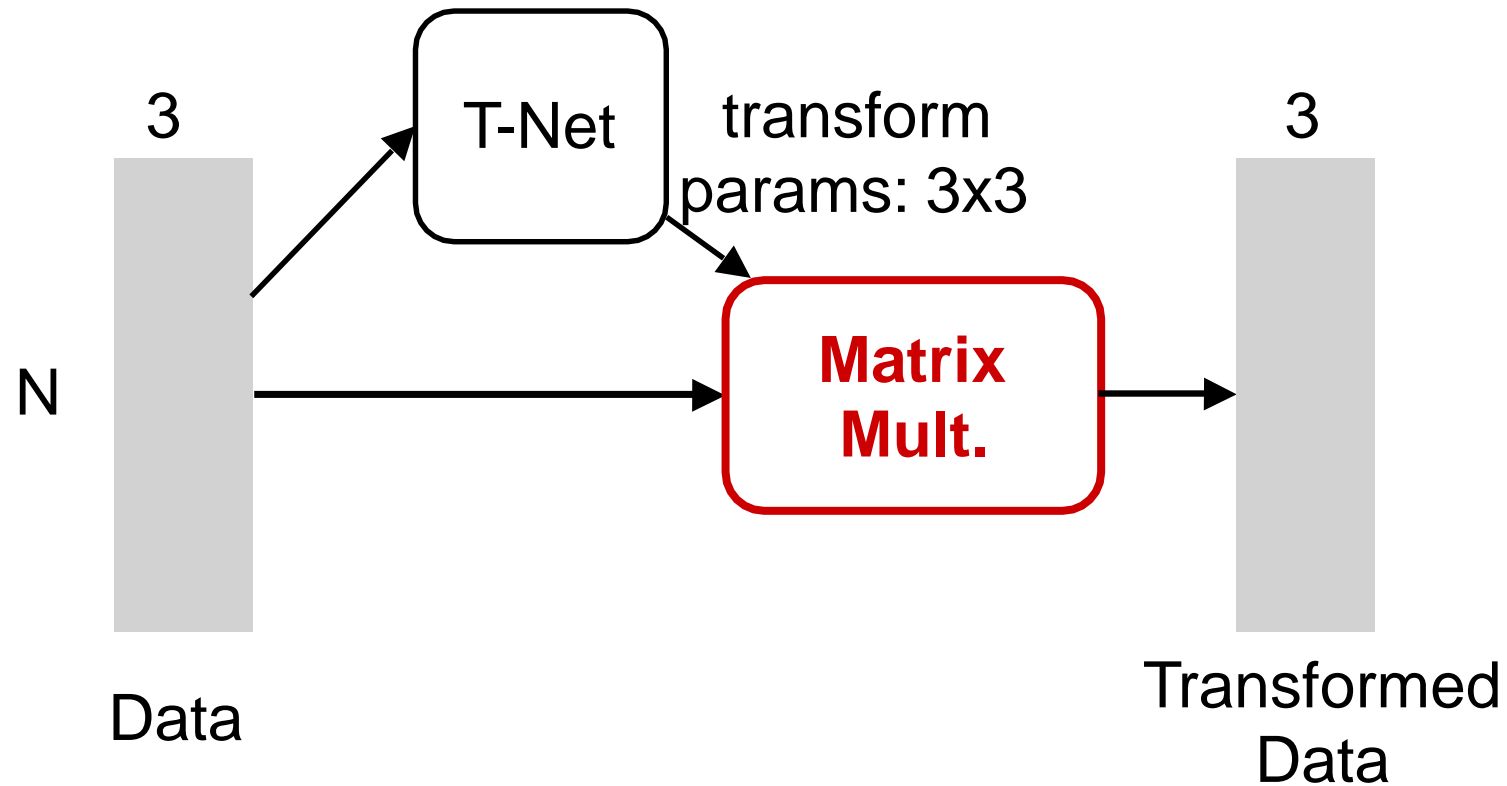 3
T-Net
transform
params: 3x3
3
N
Matrix
Mult.
Data
Transformed
Data